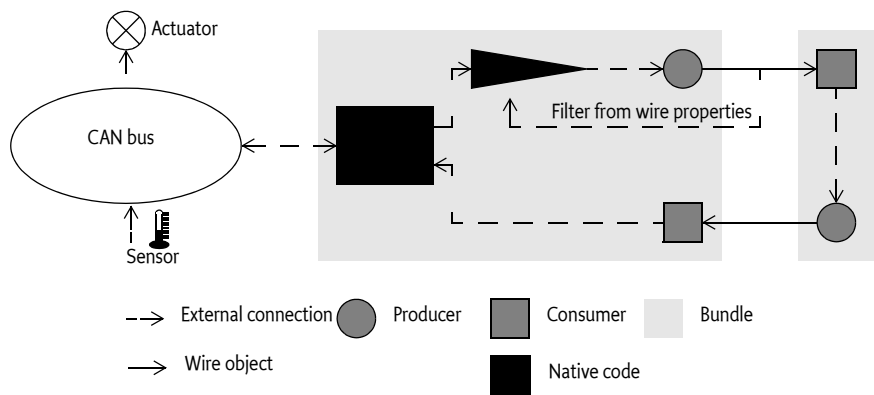 Actuator
CAN bus
Filter from wire properties
Sensor
External connection
Producer
Consumer
Bundle
Wire object
Native code